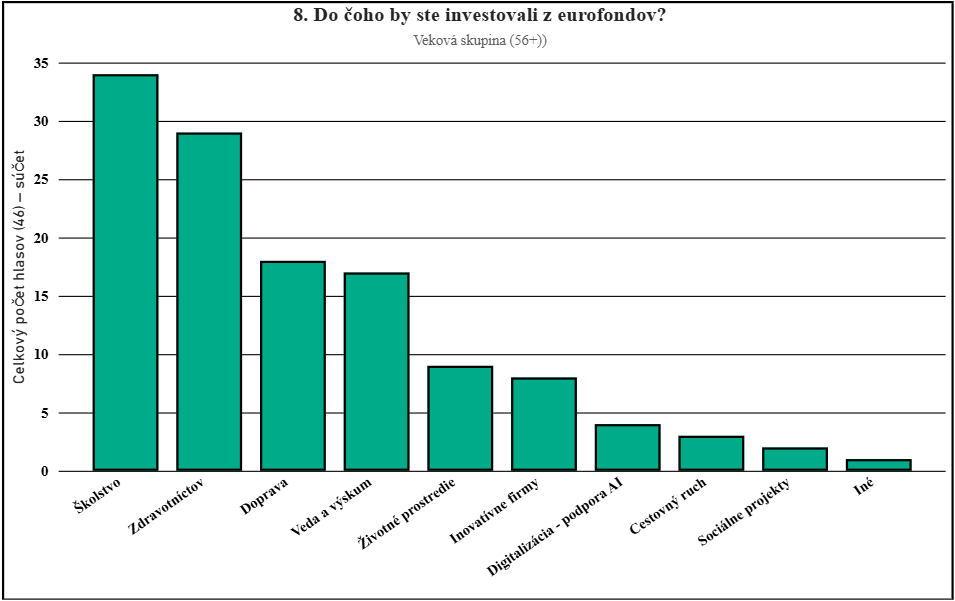 8. Do čoho by ste investovali z eurofondov?
Veková skupina (56+))
Celkový počet hlasov (46) – súčet
35
30
25
20
15
10
5
0
Školstvo
Zdravotníctov
Doprava
Veda a výskum
Životné prostredie
Inovatívne firmy
Digitalizácia - podpora AI
Cestovný ruch
Sociálne projekty
Iné